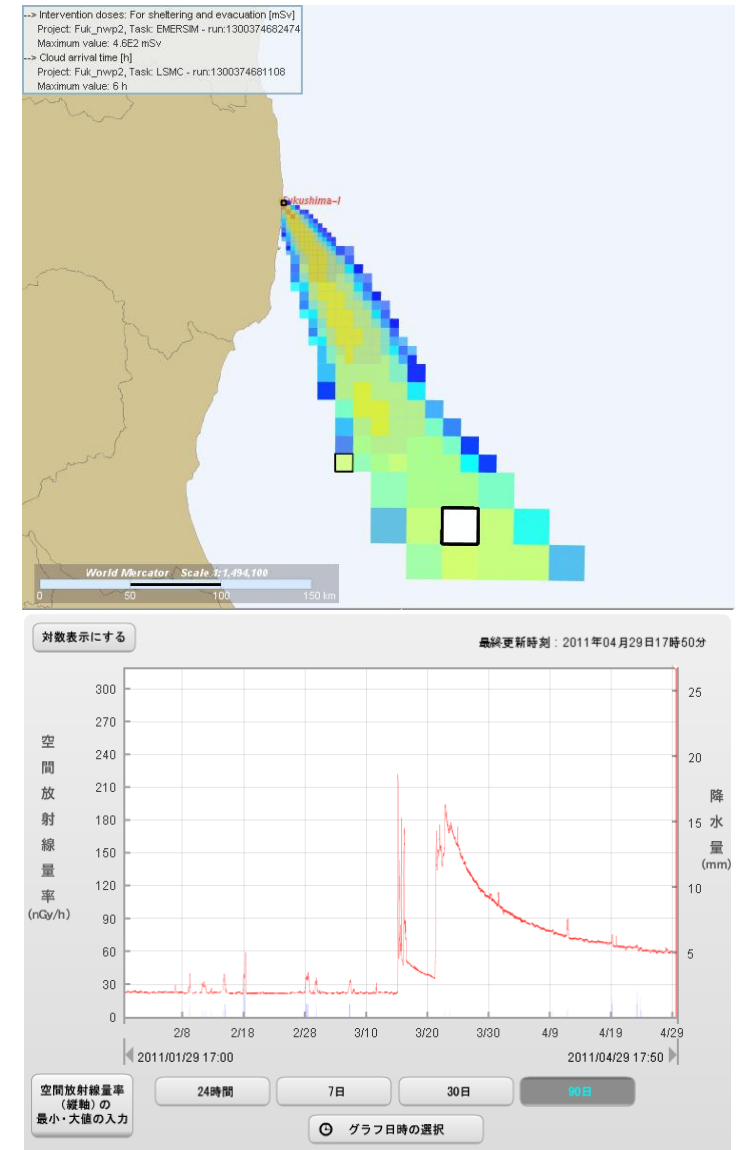 --> Intervention doses: For sheltering and evacuation [mSv]
Project: Fuk_nwp2, Task: EMERSIM - run:1300374682474
Maximum value: 4.6E2 mSv
--> Cloud arrival time [h]
Project: Fuk_nwp2, Task: LSMC - run:1300374681108
Maximum value: 6 h
Fukushima-I
World Mercator Scale 1:1,494,100
0 50 100 150 km
対数表示にする
最終更新時刻：2011年04月29日17時50分
空間放射線量率
(nGy/h)
300
270
240
210
180
150
120
90
60
30
0
25
20
15
10
5
降水量
(mm)
2/8 2/18 2/28 3/10 3/20 3/30 4/9 4/19 4/29
2011/01/29 17:00
2011/04/29 17:50
空間放射線量率
(縦軸)の
最小・大値の入力
24時間
7日
30日
90日
グラフ日時の選択